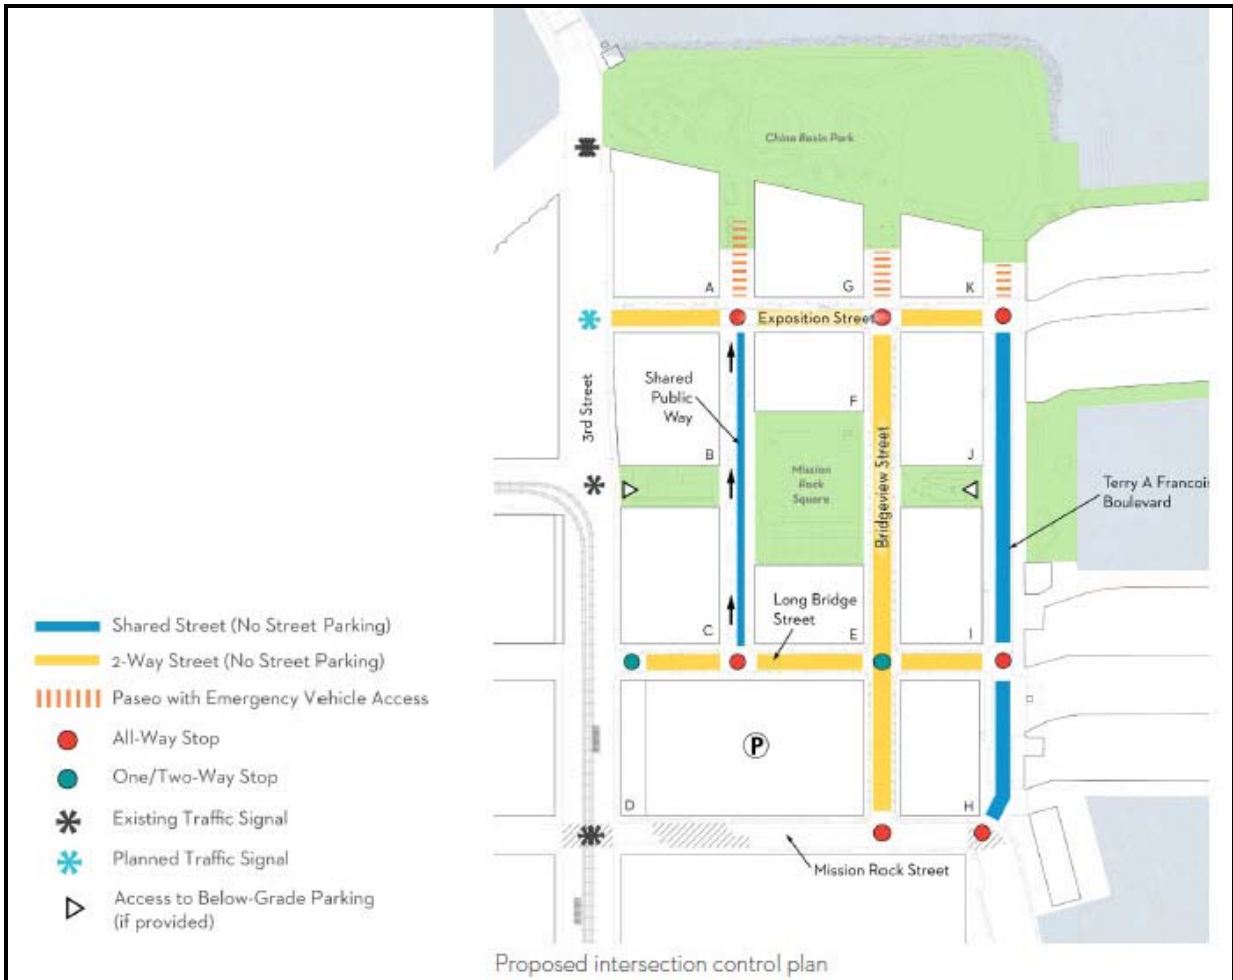 China Basin Park
A
G
K
Exposition Street
3rd Street
Shared
Public
Way
F
B
J
Mission
Rock
Square
Bridgeview Street
Terry A Francois
Boulevard
Long Bridge
Street
C
E
I
P
D
H
Mission Rock Street
Shared Street (No Street Parking)
2-Way Street (No Street Parking)
Paseo with Emergency Vehicle Access
All-Way Stop
One/Two-Way Stop
Existing Traffic Signal
Planned Traffic Signal
Access to Below-Grade Parking
(if provided)
Proposed intersection control plan